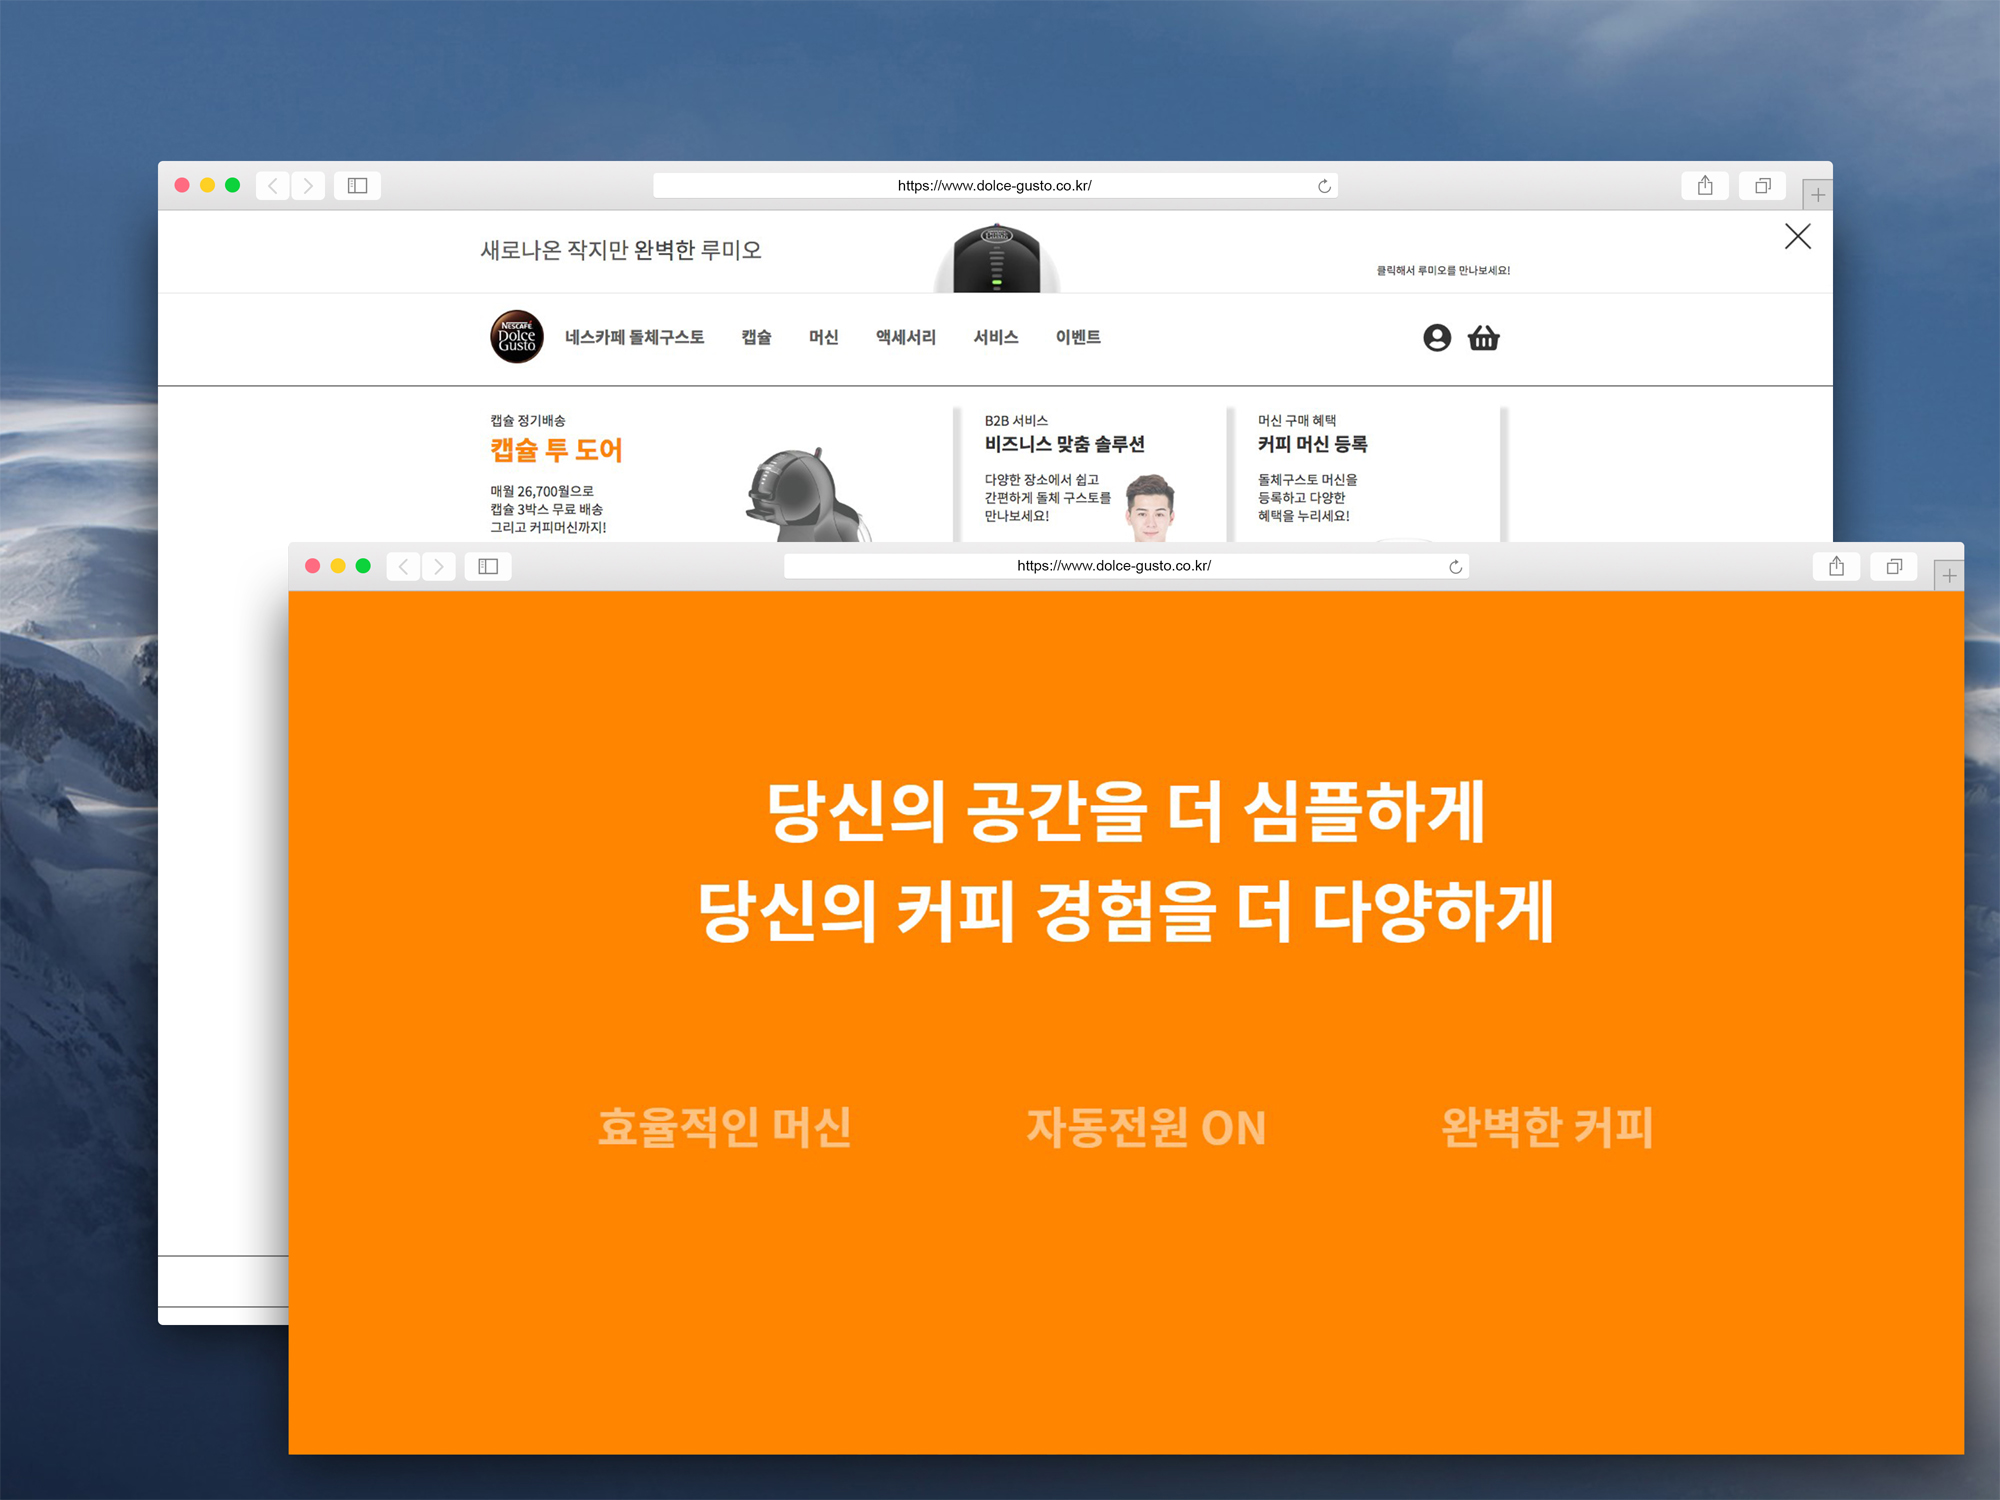 https://www.dolce-gusto.co.kr/
새로나온 작지만 완벽한 루미오
클릭해서 루미오를 만나보세요!
NESCAFÉ
Dolce
Gusto
네스카페 돌체구스토 캡슐 머신 액세서리 서비스 이벤트
캡슐 정기배송
캡슐 투 도어
매월 26,700월으로
캡슐 3박스 무료 배송
그리고 커피머신까지!
B2B 서비스
비즈니스 맞춤 솔루션
다양한 장소에서 쉽고
간편하게 돌체 구스토를
만나보세요!
머신 구매 혜택
커피 머신 등록
돌체구스토 머신을
등록하고 다양한
혜택을 누리세요!
https://www.dolce-gusto.co.kr/
당신의 공간을 더 심플하게
당신의 커피 경험을 더 다양하게
효율적인 머신 자동전원 ON 완벽한 커피